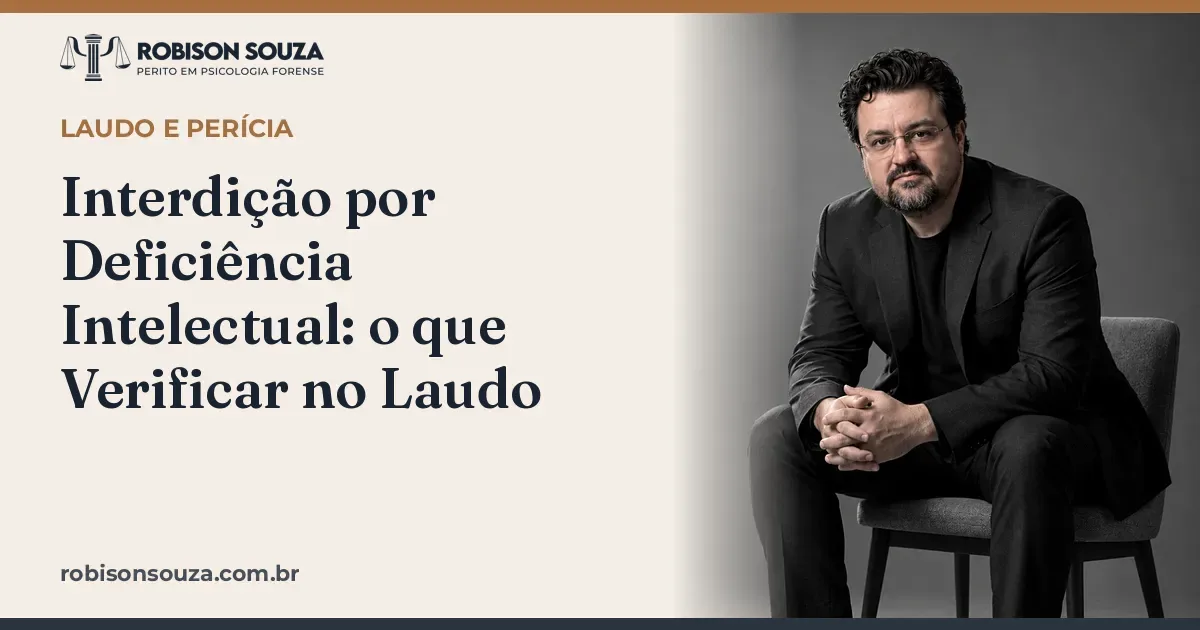 ROBISON SOUZA
PERITO EM PSICOLOGIA FORENSE
LAUDO E PERÍCIA
Interdição por
Deficiência
Intelectual: o que
Verificar no Laudo
robisonsouza.com.br